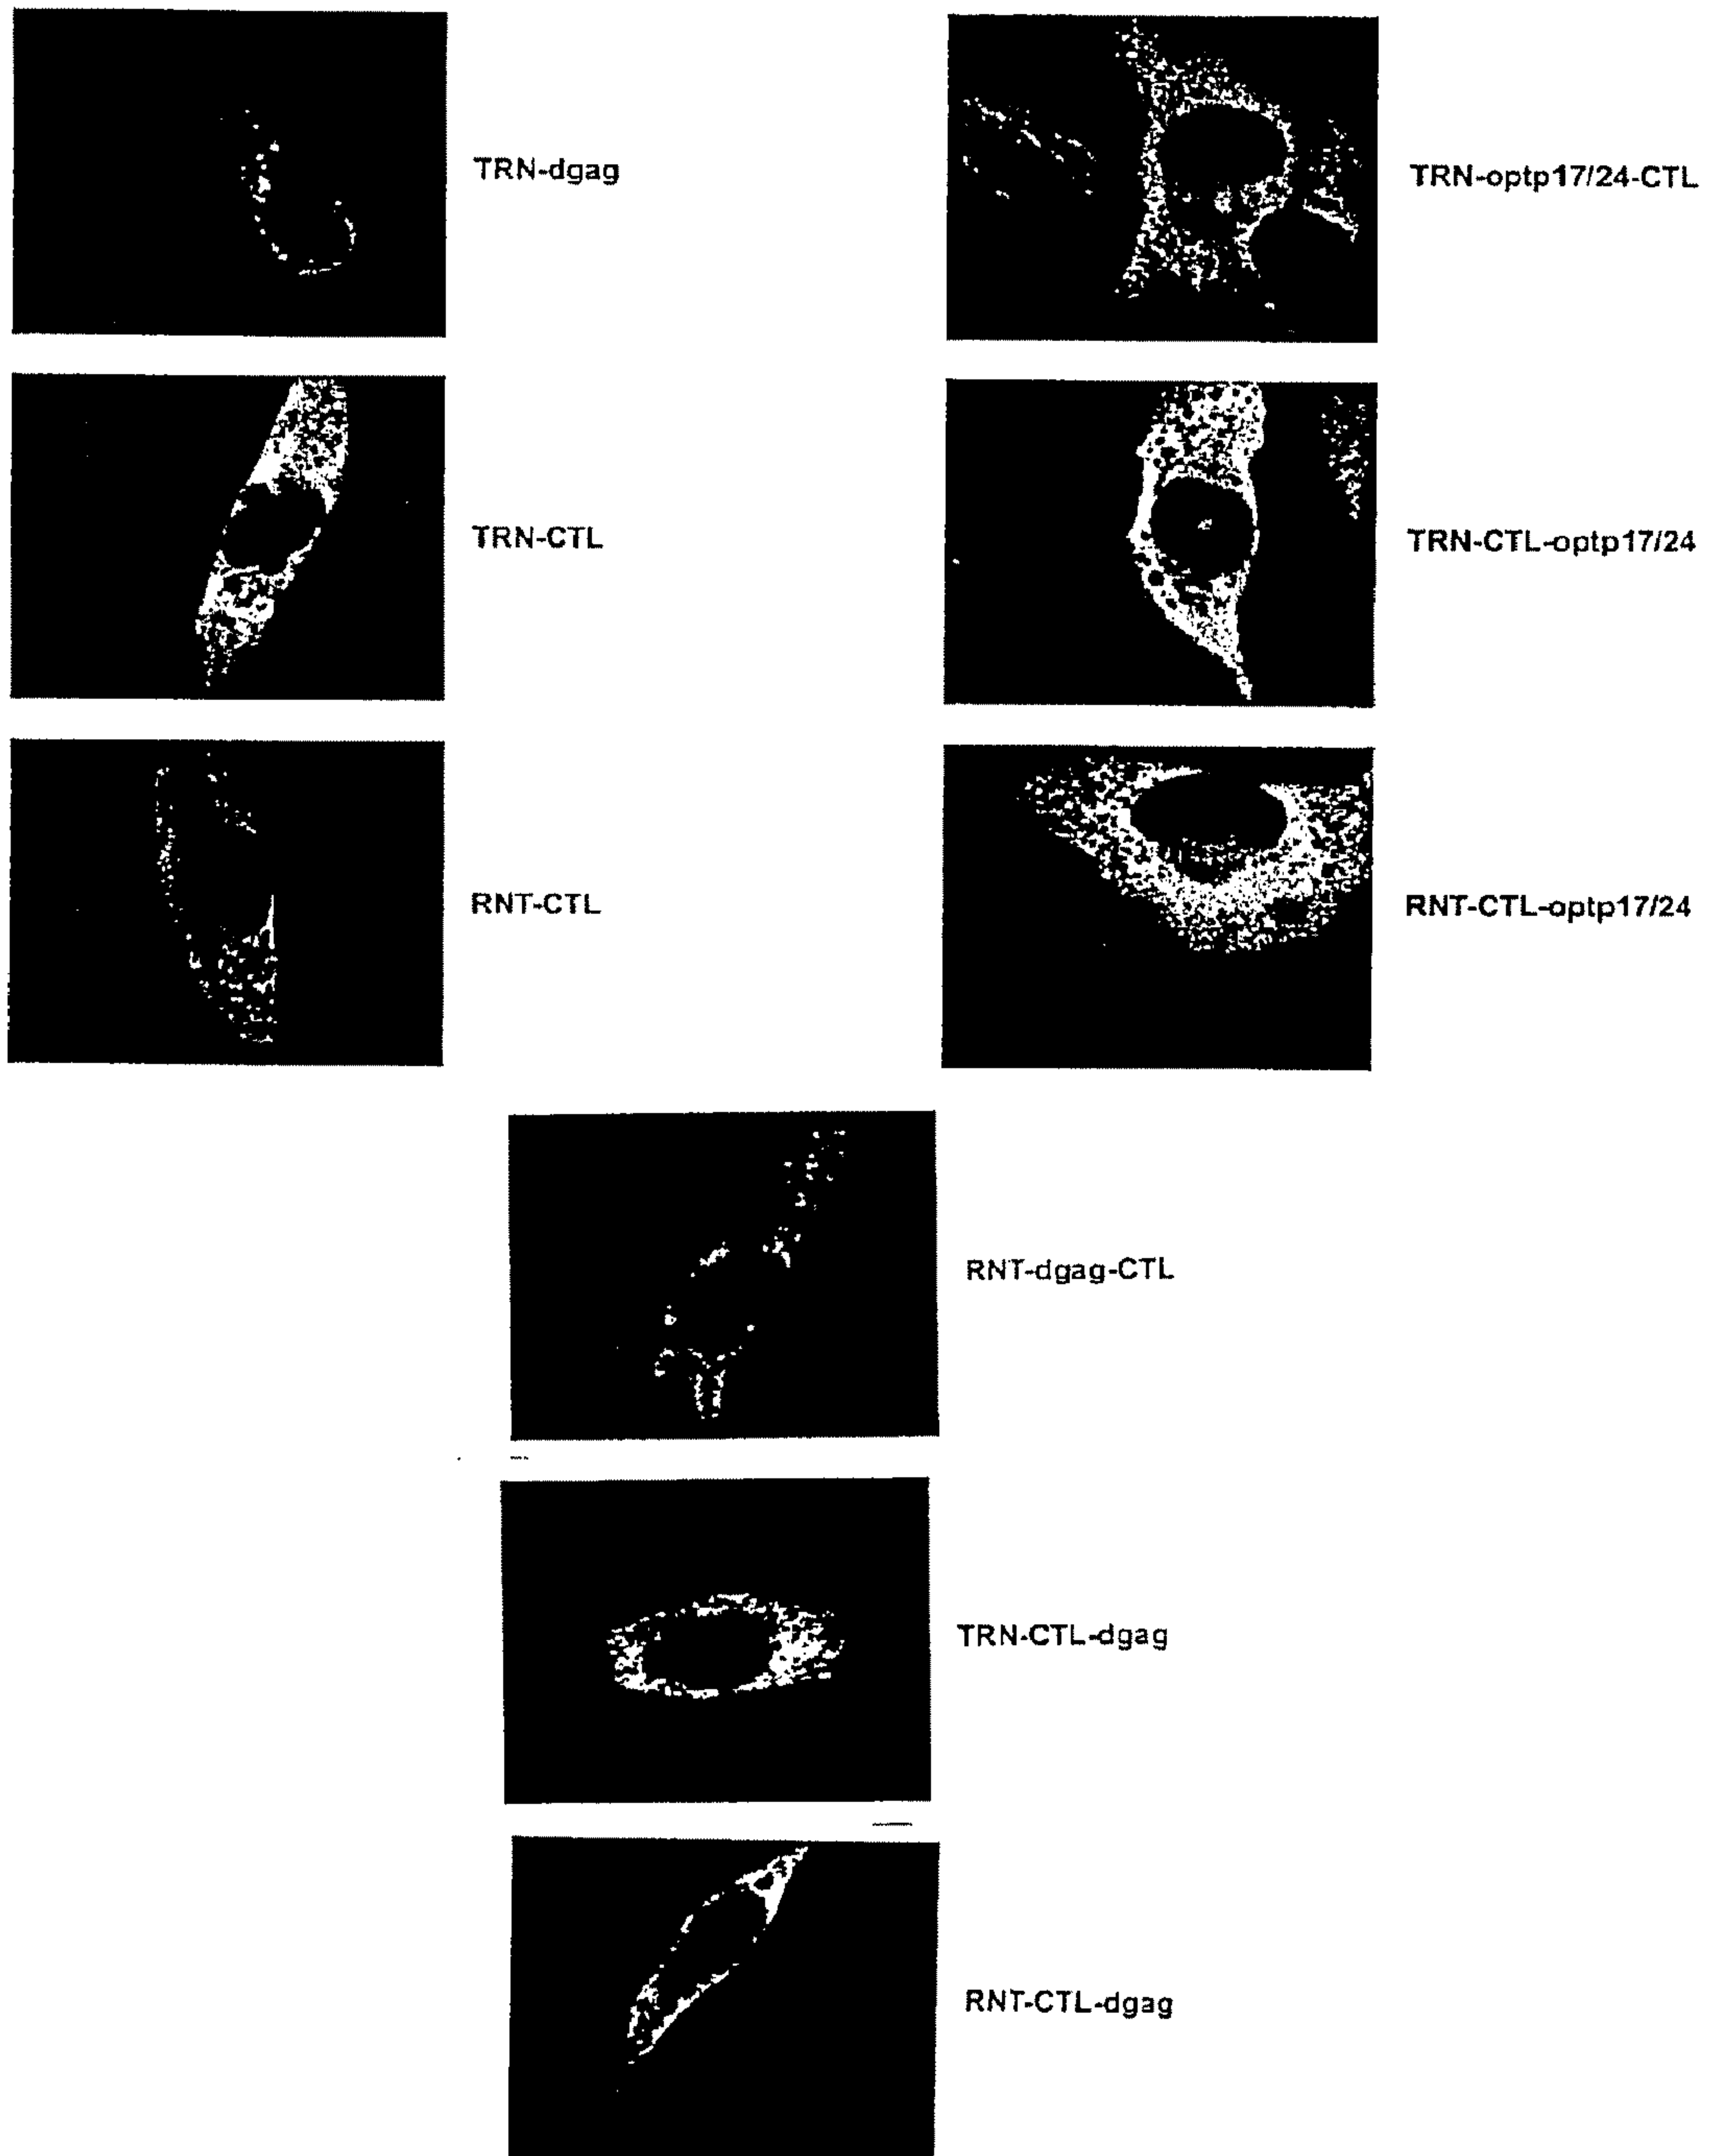 TRN-dgag
TRN-optp17/24-CTL
TRN-CTL
TRN-CTL-optp17/24
RNT-CTL
RNT-CTL-optp17/24
RNT-dgag-CTL
TRN-CTL-dgag
RNT-CTL-dgag